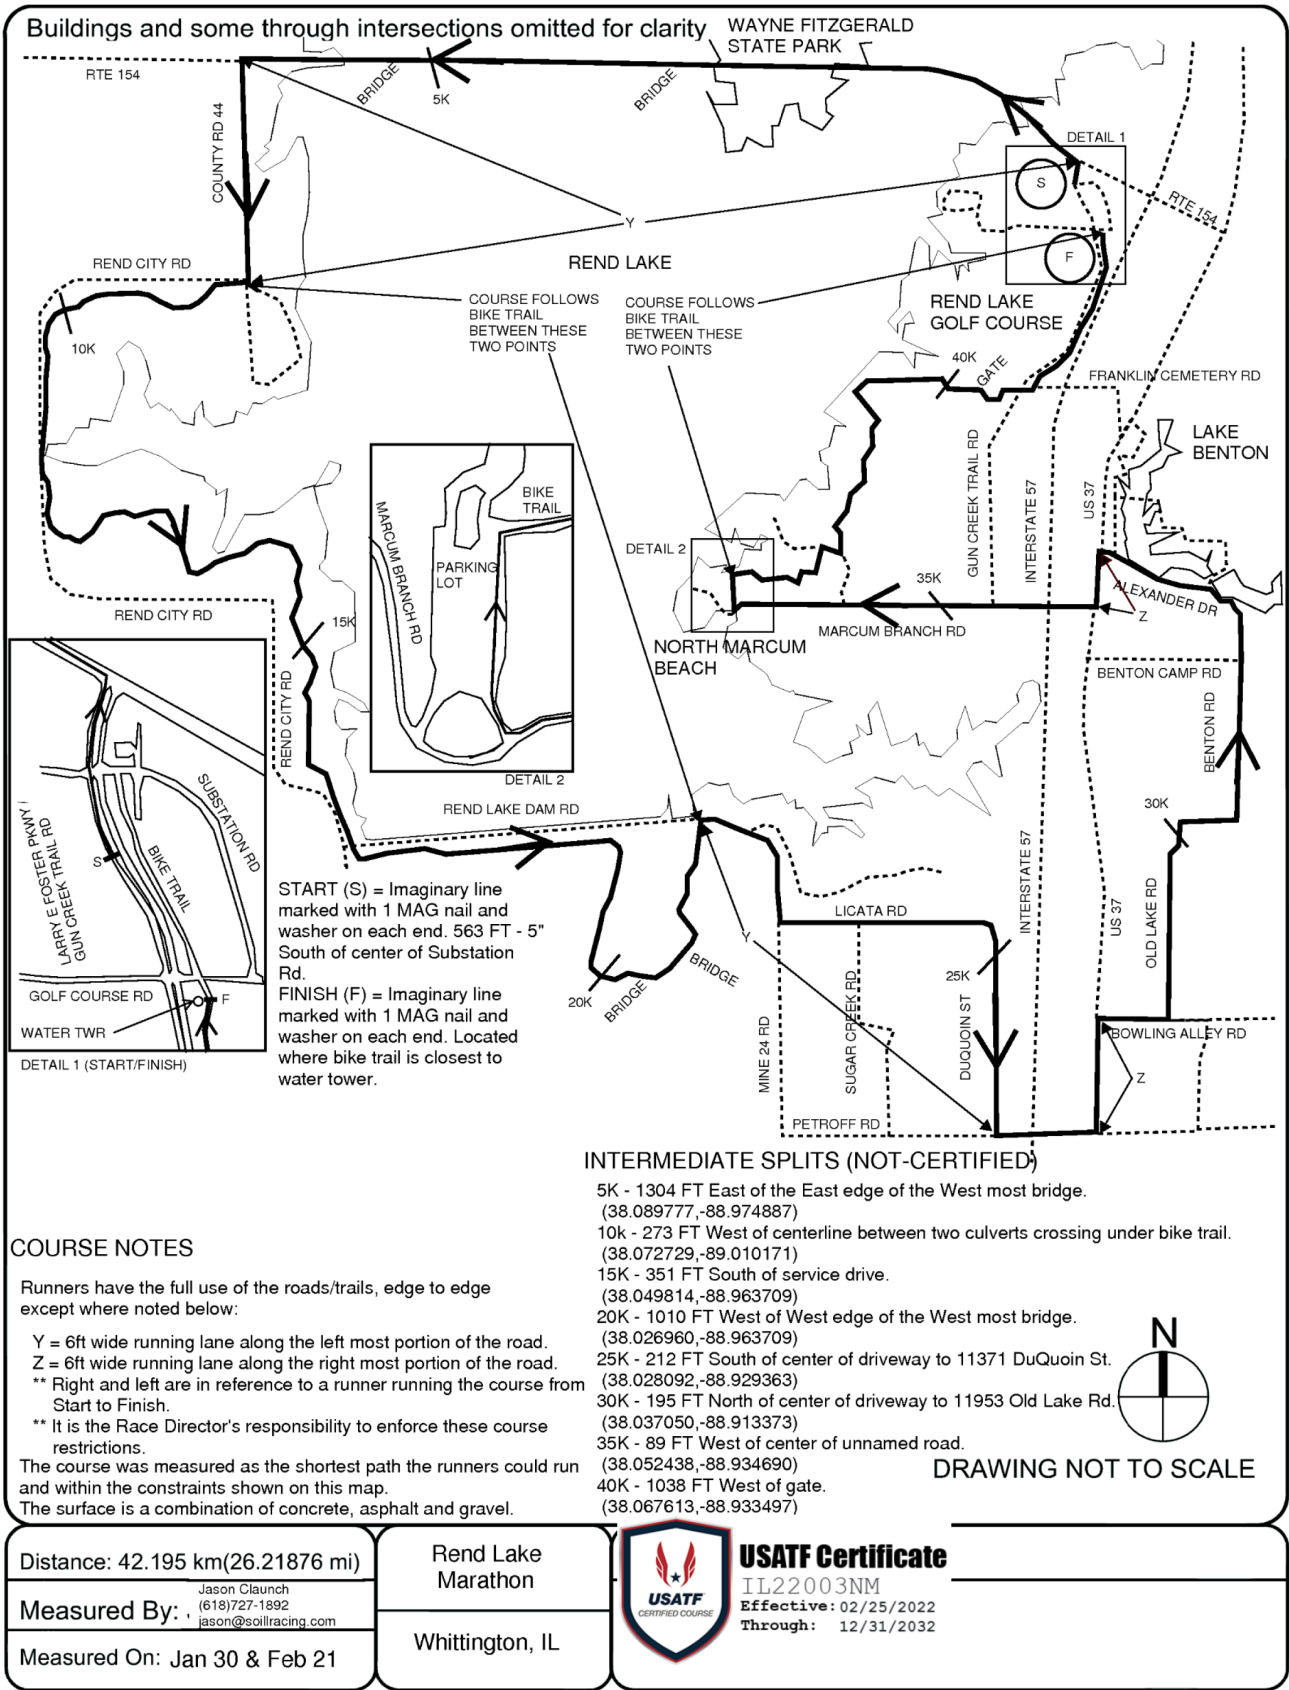 Buildings and some through intersections omitted for clarity
WAYNE FITZGERALD
STATE PARK
RTE 154
BRIDGE
5K
BRIDGE
COUNTY RD 44
DETAIL 1
S
RTE 154
Y
REND CITY RD
REND LAKE
F
COURSE FOLLOWS
BIKE TRAIL
BETWEEN THESE
TWO POINTS
COURSE FOLLOWS
BIKE TRAIL
BETWEEN THESE
TWO POINTS
REND LAKE
GOLF COURSE
10K
40K
GATE
FRANKLIN CEMETERY RD
LAKE
BENTON
GUN CREEK TRAIL RD
INTERSTATE 57
US 37
BIKE
TRAIL
MARCUM BRANCH RD
PARKING
LOT
DETAIL 2
DETAIL 2
35K
ALEXANDER DR
Z
MARCUM BRANCH RD
NORTH MARCUM
BEACH
REND CITY RD
15K
REND CITY RD
BENTON CAMP RD
BENTON RD
REND LAKE DAM RD
30K
LARRY E FOSTER PKWY/
GUN CREEK TRAIL RD
SUBSTATION RD
BIKE TRAIL
S
GOLF COURSE RD
F
WATER TWR
DETAIL 1 (START/FINISH)
START (S) = Imaginary line
marked with 1 MAG nail and
washer on each end. 563 FT - 5"
South of center of Substation
Rd.
FINISH (F) = Imaginary line
marked with 1 MAG nail and
washer on each end. Located
where bike trail is closest to
water tower.
LICATA RD
INTERSTATE 57
US 37
OLD LAKE RD
Y
BRIDGE
20K
BRIDGE
25K
MINE 24 RD
SUGAR CREEK RD
DUQUOIN ST
BOWLING ALLEY RD
Z
PETROFF RD
INTERMEDIATE SPLITS (NOT-CERTIFIED)
5K - 1304 FT East of the East edge of the West most bridge.
(38.089777,-88.974887)
10k - 273 FT West of centerline between two culverts crossing under bike trail.
(38.072729,-89.010171)
15K - 351 FT South of service drive.
(38.049814,-88.963709)
20K - 1010 FT West of West edge of the West most bridge.
(38.026960,-88.963709)
25K - 212 FT South of center of driveway to 11371 DuQuoin St.
(38.028092,-88.929363)
30K - 195 FT North of center of driveway to 11953 Old Lake Rd.
(38.037050,-88.913373)
35K - 89 FT West of center of unnamed road.
(38.052438,-88.934690)
40K - 1038 FT West of gate.
(38.067613,-88.933497)
COURSE NOTES
Runners have the full use of the roads/trails, edge to edge
except where noted below:
Y = 6ft wide running lane along the left most portion of the road.
Z = 6ft wide running lane along the right most portion of the road.
** Right and left are in reference to a runner running the course from
Start to Finish.
** It is the Race Director's responsibility to enforce these course
restrictions.
The course was measured as the shortest path the runners could run
and within the constraints shown on this map.
The surface is a combination of concrete, asphalt and gravel.
N
DRAWING NOT TO SCALE
Distance: 42.195 km(26.21876 mi)
Measured By:
Jason Claunch
(618)727-1892
jason@soillracing.com
Measured On: Jan 30 & Feb 21
Rend Lake
Marathon
Whittington, IL
USATF
CERTIFIED COURSE
USATF Certificate
IL22003NM
Effective: 02/25/2022
Through: 12/31/2032